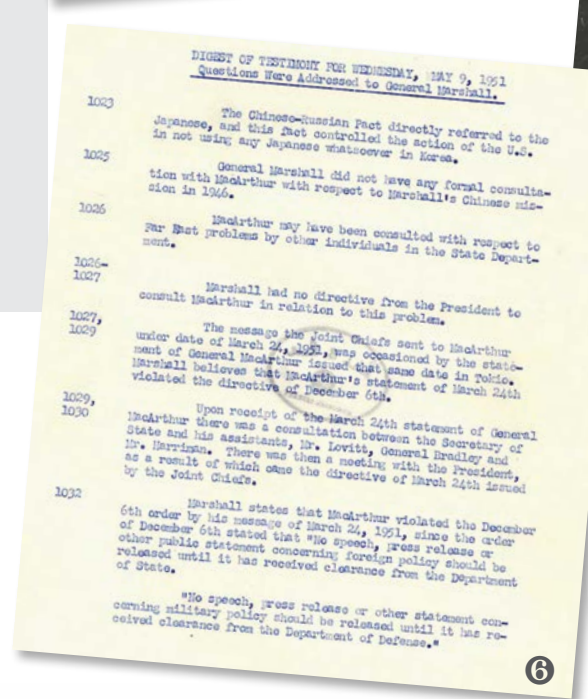 DIGEST OF TESTIMONY FOR WEDNESDAY, MAY 9, 1951
Questions Were Addressed to General Marshall.
1023
The Chinese-Russian Pact directly referred to the
Japanese, and this fact controlled the action of the U.S.
in not using any Japanese whatsoever in Korea.
1025
General Marshall did not have any formal consulta-
tion with MacArthur with respect to Marshall's Chinese mis-
sion in 1946.
1026
MacArthur may have been consulted with respect to
Far East problems by other individuals in the State Depart-
ment.
1026-
1027
Marshall had no directive from the President to
consult MacArthur in relation to this problem.
1027,
1029
The message the Joint Chiefs sent to MacArthur
under date of March 24, 1951, was occasioned by the state-
ment of General MacArthur issued that same date in Tokio.
Marshall believes that MacArthur's statement of March 24th
violated the directive of December 6th.
1029,
1030
Upon receipt of the March 24th statement of General
MacArthur there was a consultation between the Secretary of
State and his assistants, Mr. Lovitt, General Bradley and
Mr. Harriman. There was then a meeting with the President,
as a result of which came the directive of March 24th issued
by the Joint Chiefs.
1032
Marshall states that MacArthur violated the December
6th order by his message of March 24, 1951, since the order
of December 6th stated that "No speech, press release or
other public statement concerning foreign policy should be
released until it has received clearance from the Department
of State.
"No speech, press release or other statement con-
cerning military policy should be released until it has re-
ceived clearance from the Department of Defense."
6